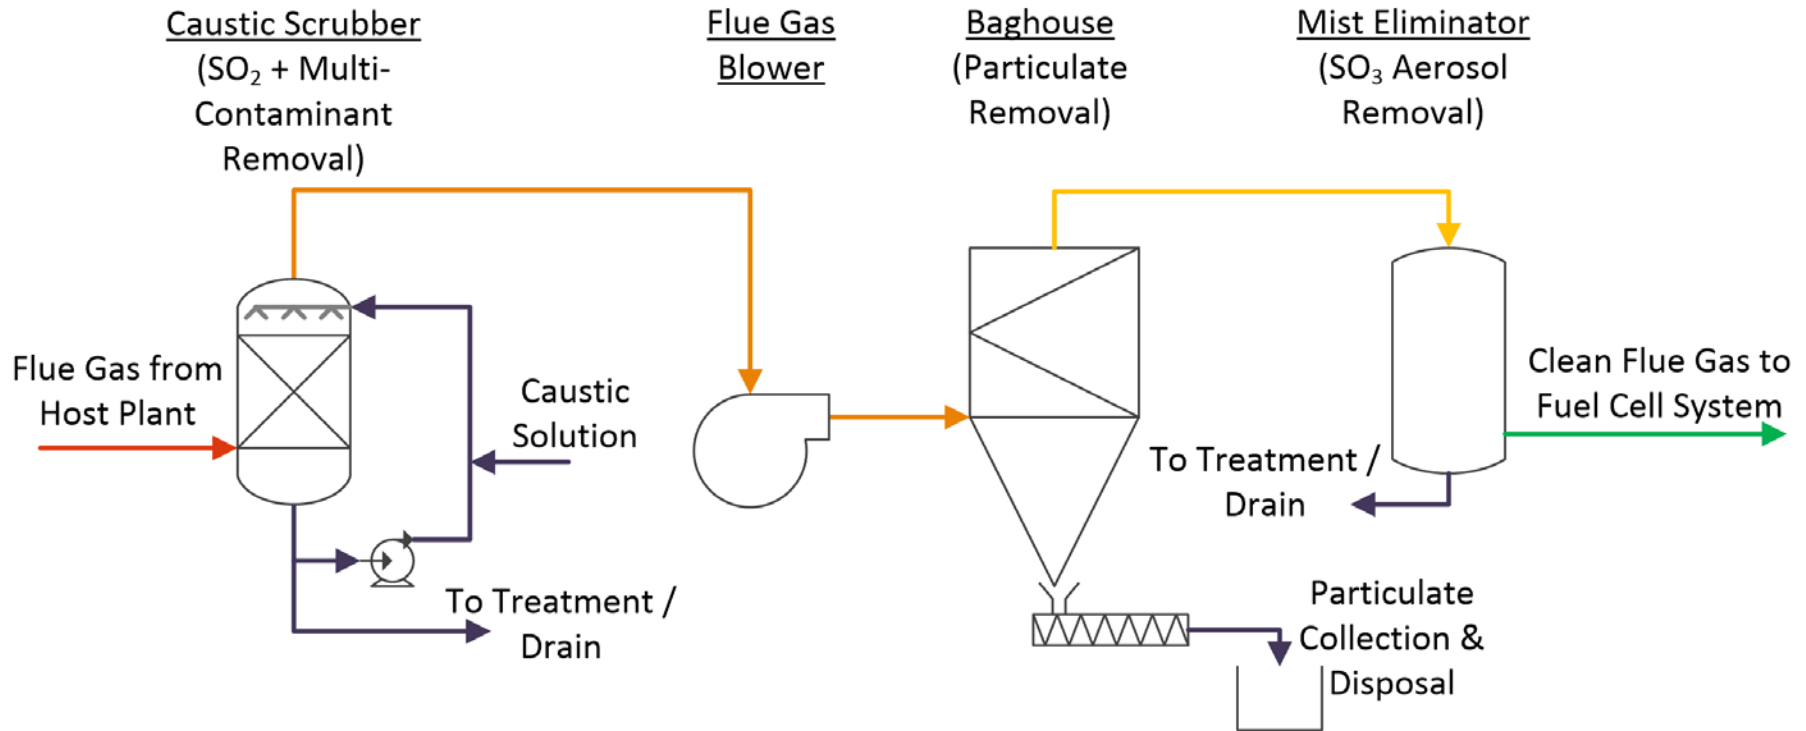 Caustic Scrubber
(SO₂ + Multi-
Contaminant
Removal)
Flue Gas
Blower
Baghouse
(Particulate
Removal)
Mist Eliminator
(SO₃ Aerosol
Removal)
Flue Gas from
Host Plant
Caustic
Solution
To Treatment /
Drain
Clean Flue Gas to
Fuel Cell System
To Treatment /
Drain
Particulate
Collection &
Disposal